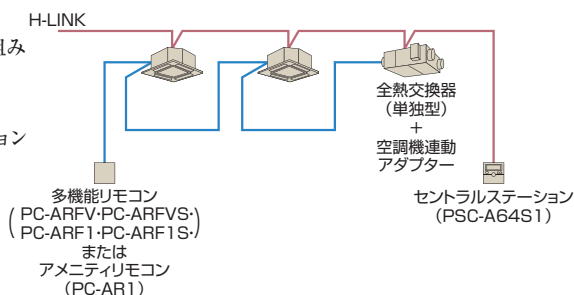 H-LINK
組み
ョン
全熱交換器
（単独型）
＋
空調機連動
アダプター
多機能リモコン
（PC-ARFV･PC-ARFVS･
PC-ARF1･PC-ARF1S･）
または
アメニティリモコン
（PC-AR1）
セントラルステーション
（PSC-A64S1）